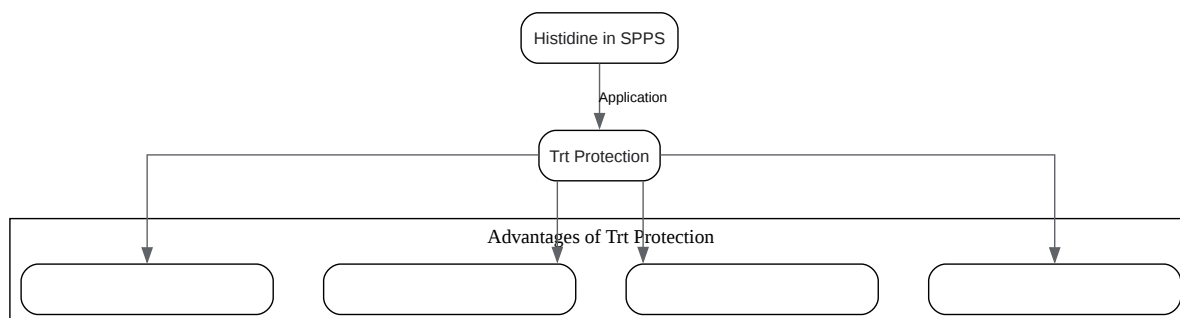 Histidine in SPPS
Application
Trt Protection
Advantages of Trt Protection